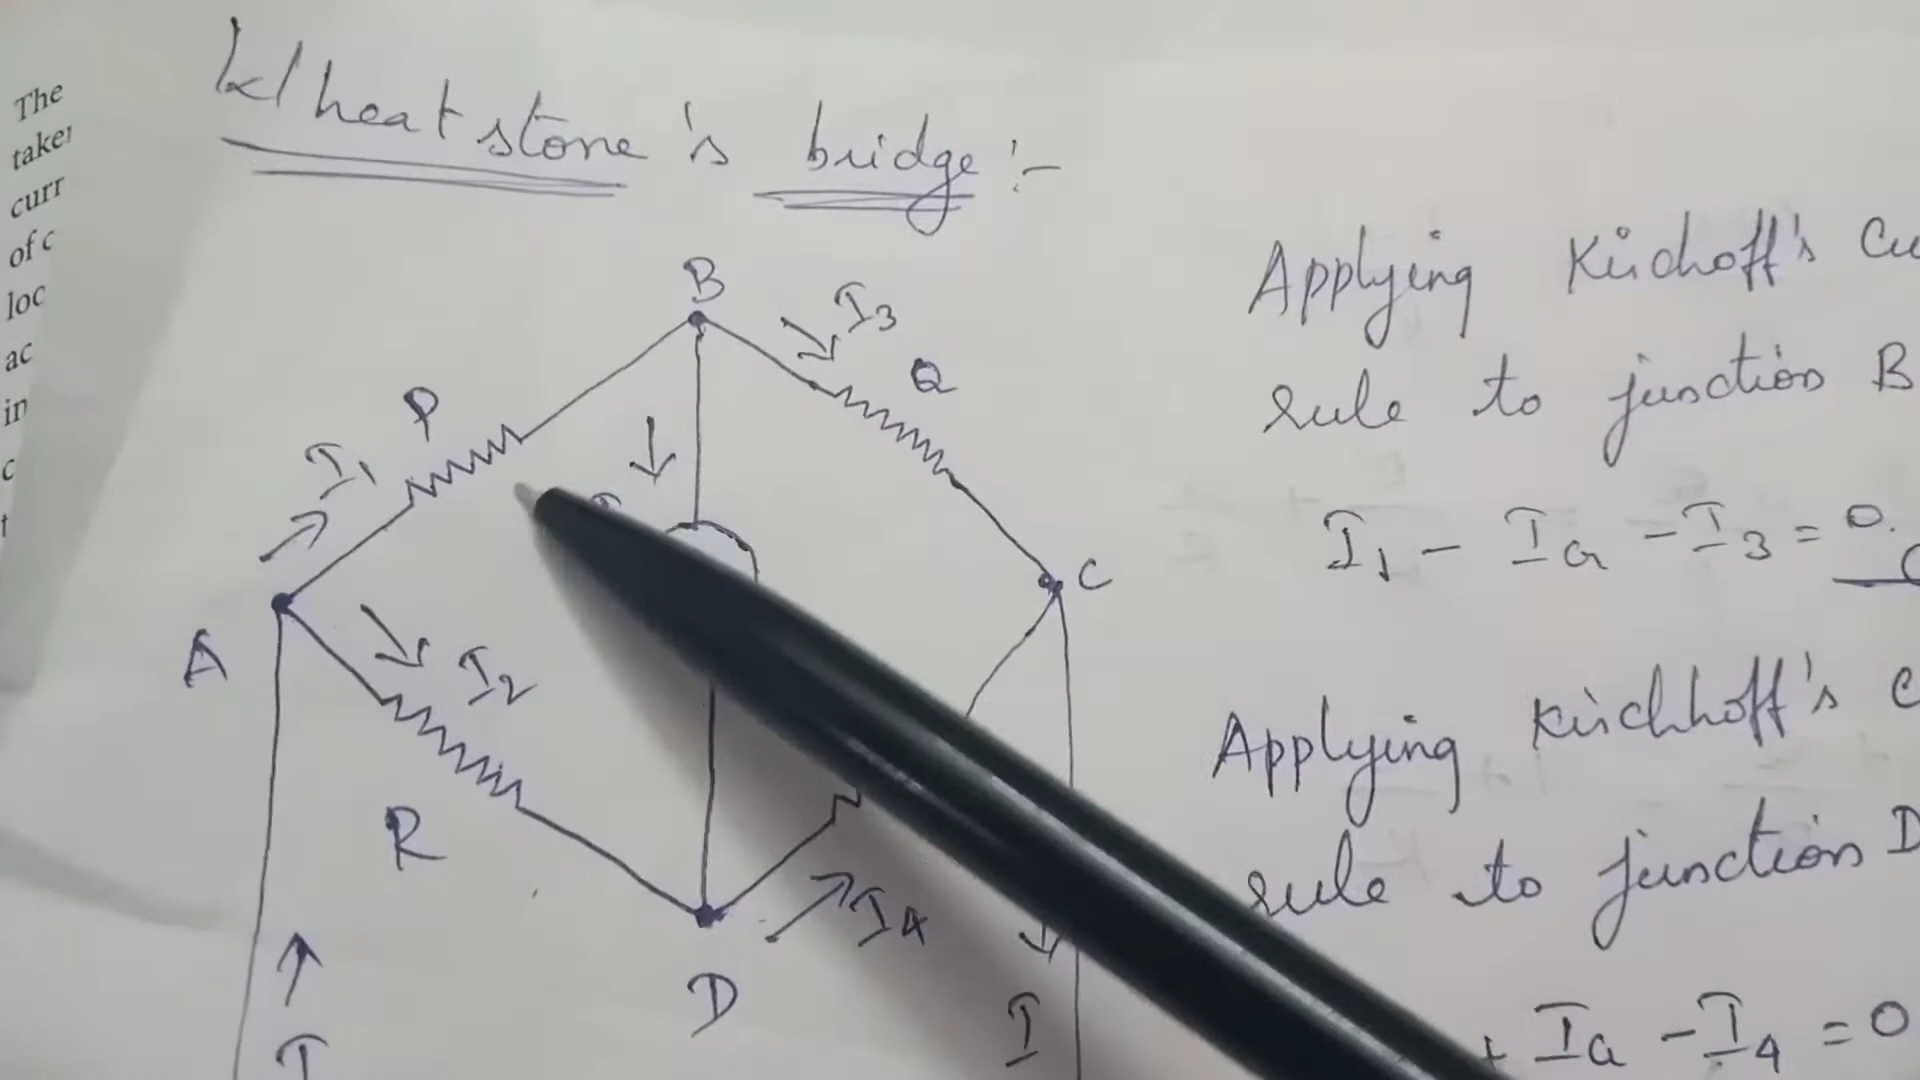 The
curr
of c
loc
ac
in
c
t
Wheatstone's bridge :-
B
I3
Q
P
I1
C
A
I2
R
I4
D
I
I
Applying Kirchoff's Cu
rule to junction B
I1 - IG - I3 = 0.
Applying Kirchhoff's C
rule to junction D
+ IG - I4 = 0